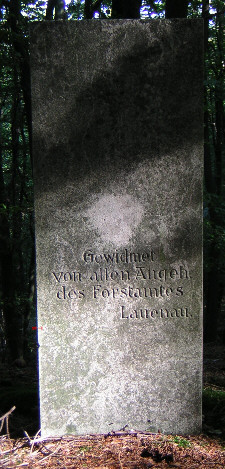 Gewidmet
von allen Angeh.
des Forstamtes
Lauenau.